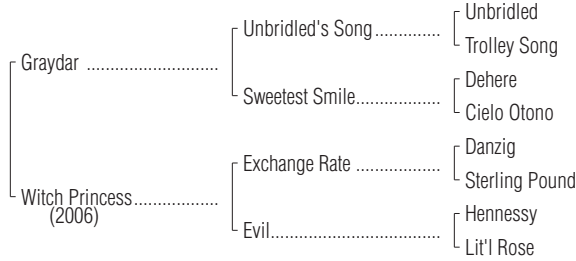 Unbridled
Unbridled's Song..............
Trolley Song
Graydar ............................
Dehere
Sweetest Smile..................
Cielo Otono
Danzig
Exchange Rate ..................
Sterling Pound
Witch Princess..................
(2006)
Hennessy
Evil....................................
Lit'l Rose